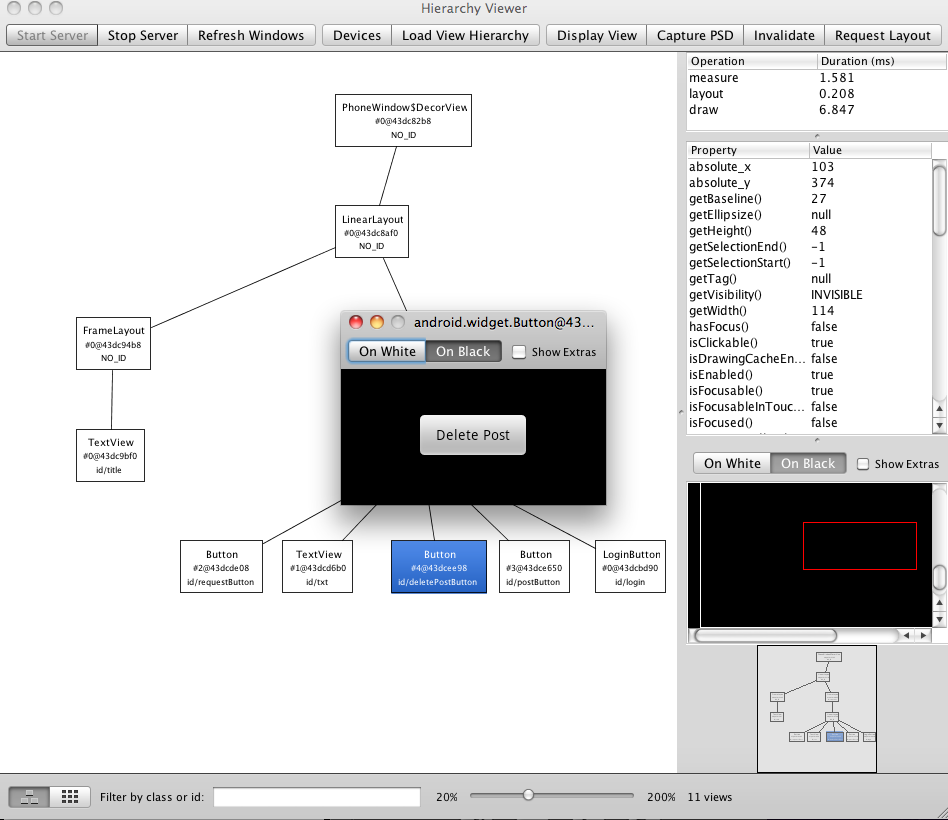 Hierarchy Viewer
Start Server Stop Server Refresh Windows Devices Load View Hierarchy Display View Capture PSD Invalidate Request Layout
PhoneWindow$DecorView
#0@43dc82b8
NO_ID
LinearLayout
#0@43dc8af0
NO_ID
FrameLayout
#0@43dc94b8
NO_ID
TextView
#0@43dc9bf0
id/title
android.widget.Button@43...
On White On Black Show Extras
Delete Post
Button
#2@43dcde08
id/requestButton
TextView
#1@43dcd6b0
id/txt
Button
#4@43dcee98
id/deletePostButton
Button
#3@43dce650
id/postButton
LoginButton
#0@43dcbd90
id/login
Operation Duration (ms)
measure 1.581
layout 0.208
draw 6.847
Property Value
absolute_x 103
absolute_y 374
getBaseline() 27
getEllipsize() null
getHeight() 48
getSelectionEnd() -1
getSelectionStart() -1
getTag() null
getVisibility() INVISIBLE
getWidth() 114
hasFocus() false
isClickable() true
isDrawingCacheEn... false
isEnabled() true
isFocusable() true
isFocusableInTouc... false
isFocused() false
On White On Black Show Extras
Filter by class or id: 20% 200% 11 views